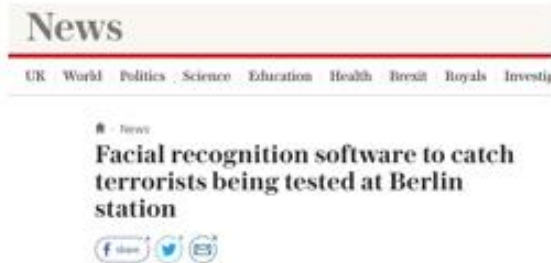 News
UK World Politics Science Education Health Brexit Royals
News
Facial recognition software to catch
terrorists being tested at Berlin
station
share